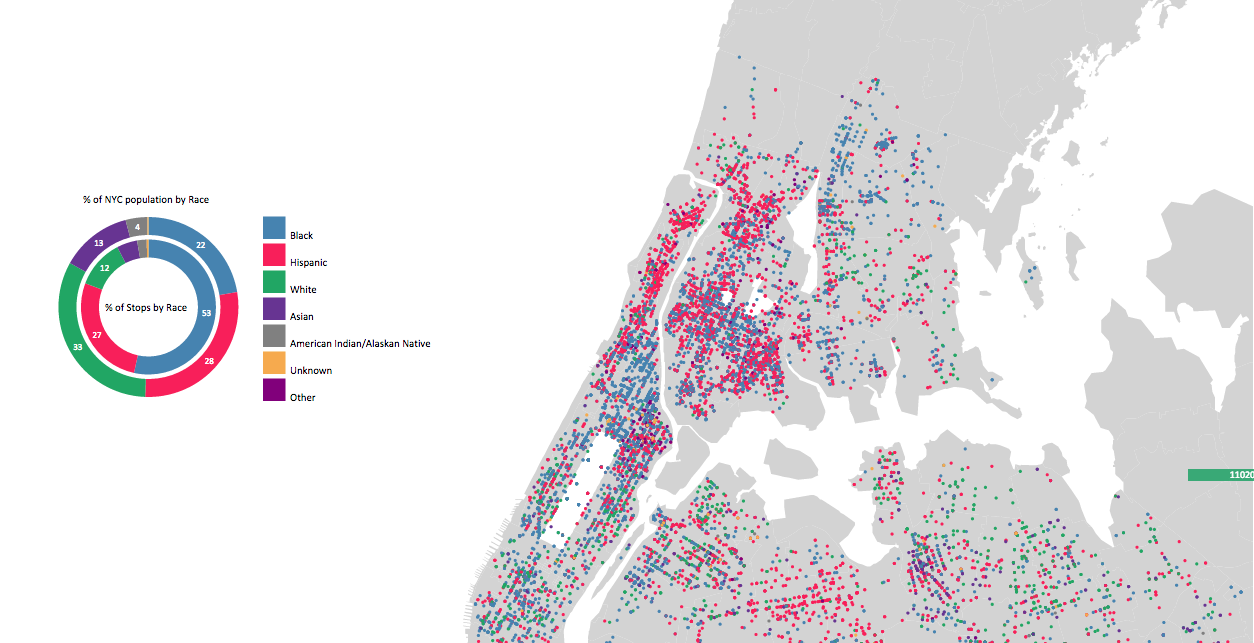 % of NYC population by Race
4
13
22
12
% of Stops by Race
53
27
33
28
Black
Hispanic
White
Asian
American Indian/Alaskan Native
Unknown
Other
11020